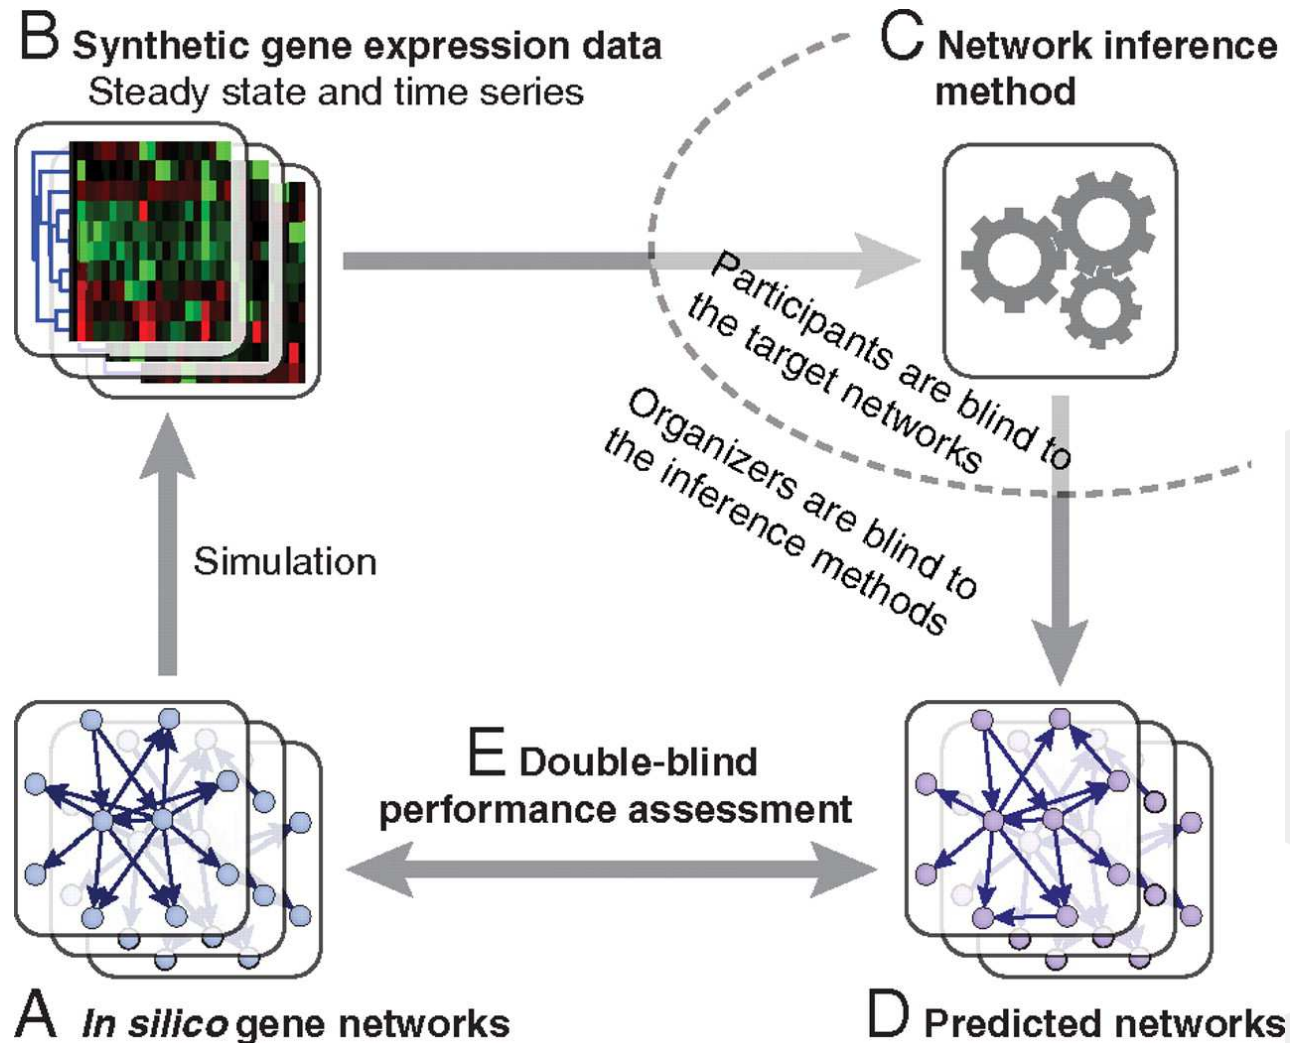 B Synthetic gene expression data
Steady state and time series
C Network inference
method
Participants are blind to
the target networks
Organizers are blind to
the inference methods
Simulation
E Double-blind
performance assessment
A In silico gene networks
D Predicted networks